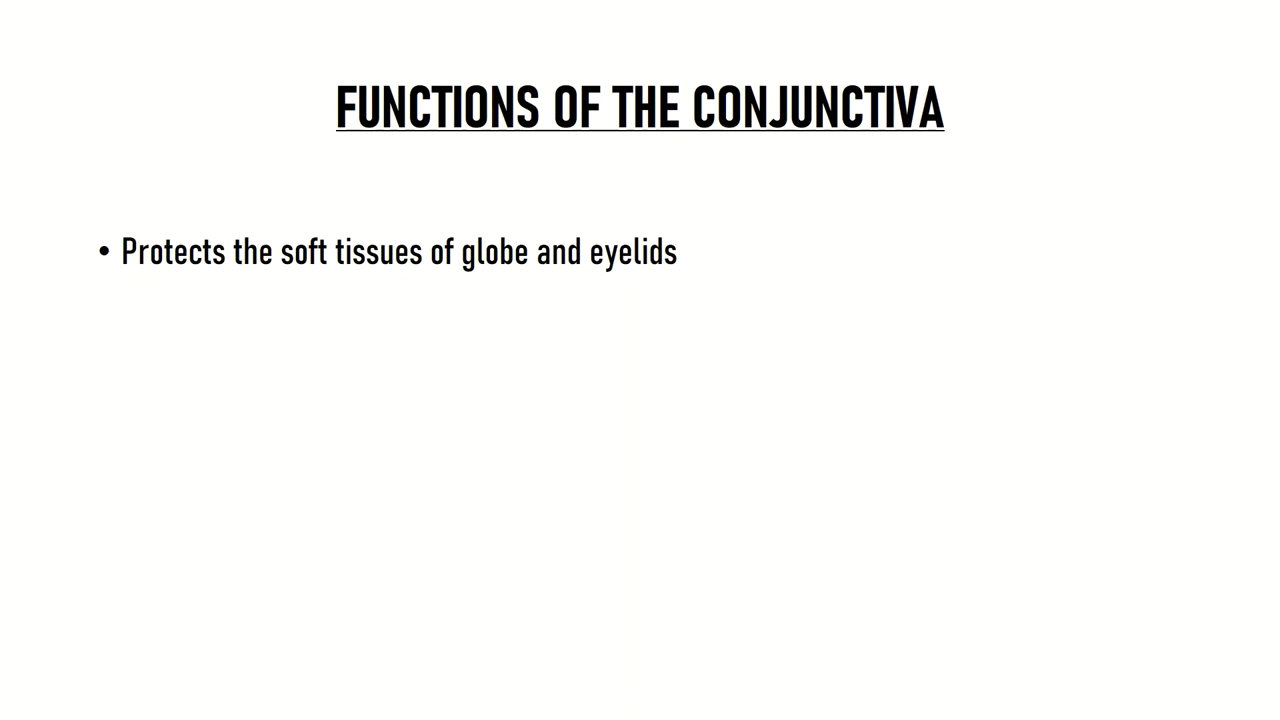 FUNCTIONS OF THE CONJUNCTIVA
• Protects the soft tissues of globe and eyelids